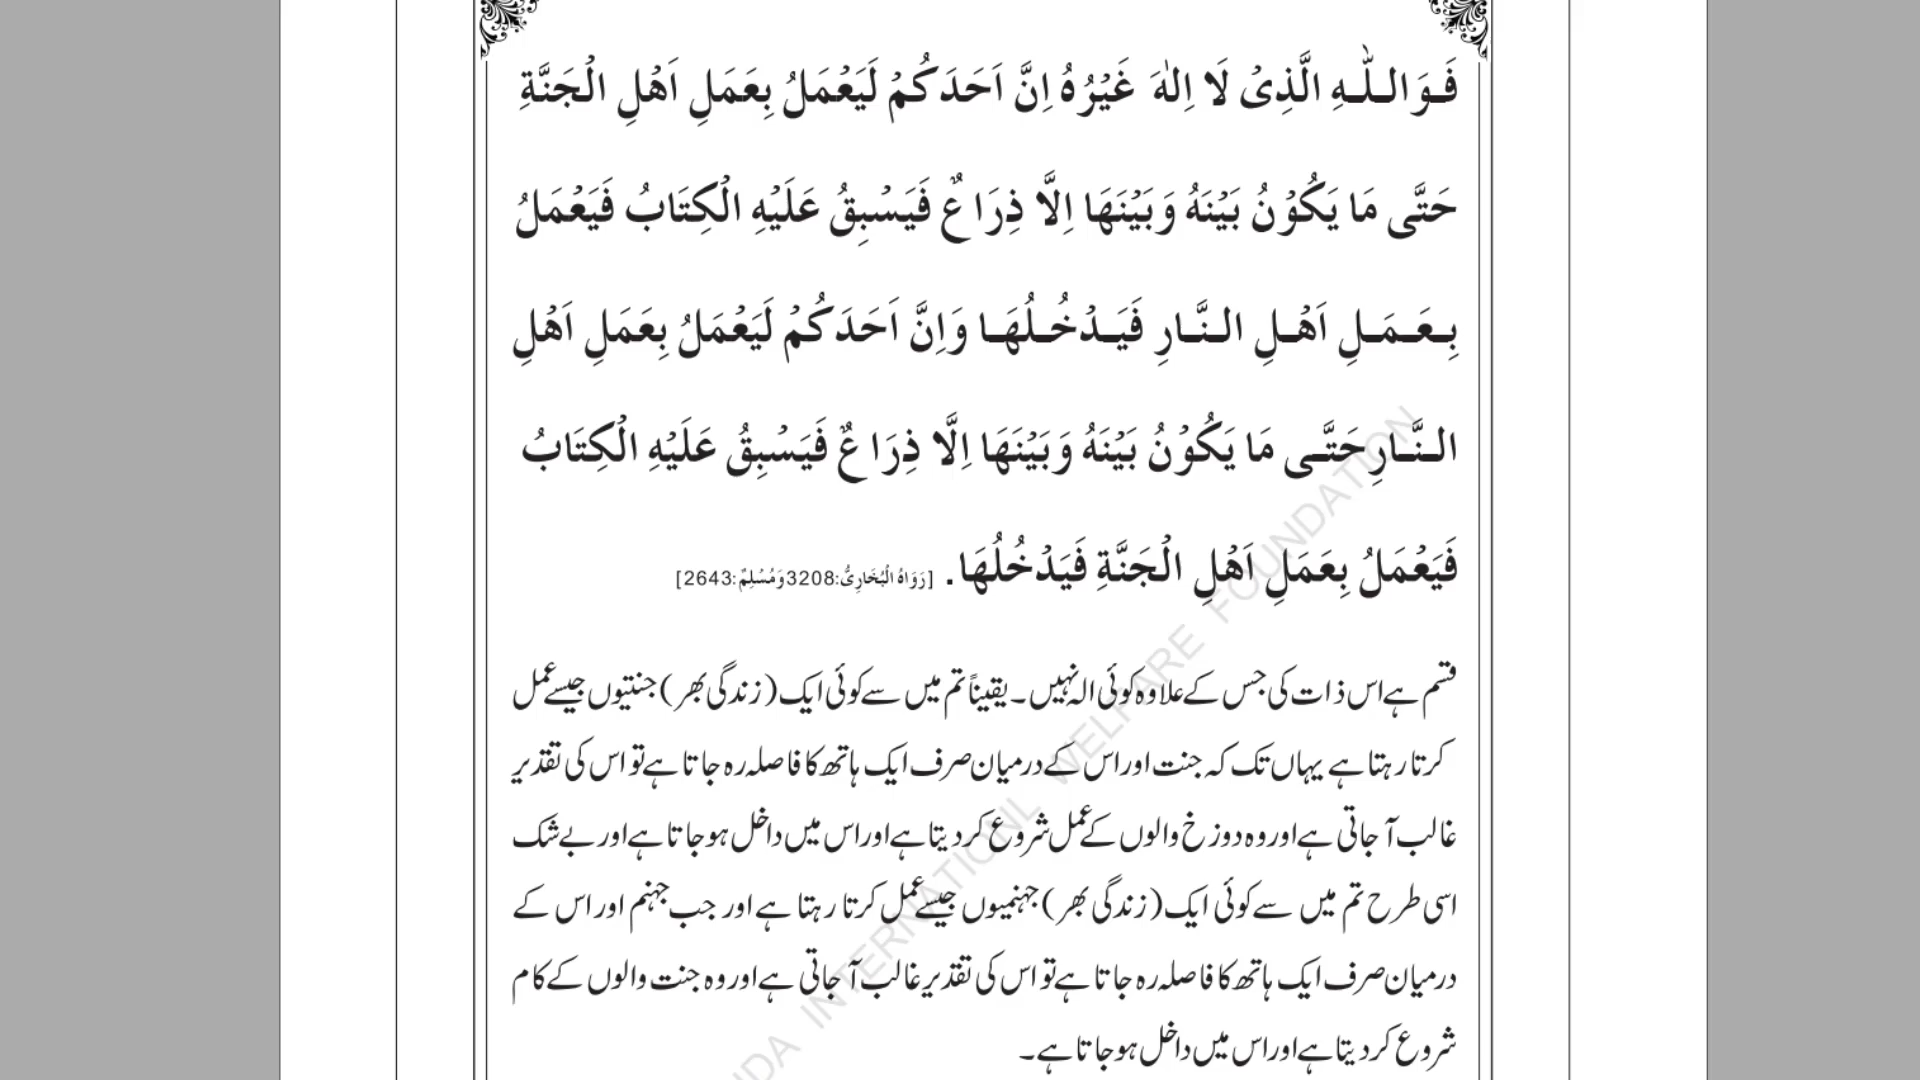 فَوَاللّٰهِ الَّذِیْ لَا اِلٰهَ غَيْرُهُ اِنَّ اَحَدَكُمْ لَيَعْمَلُ بِعَمَلِ اَهْلِ الْجَنَّةِ
حَتَّى مَا يَكُوْنُ بَيْنَهُ وَبَيْنَهَا اِلَّا ذِرَاعٌ فَيَسْبِقُ عَلَيْهِ الْكِتَابُ فَيَعْمَلُ
بِعَمَلِ اَهْلِ النَّارِ فَيَدْخُلُهَا وَاِنَّ اَحَدَكُمْ لَيَعْمَلُ بِعَمَلِ اَهْلِ
النَّارِ حَتَّى مَا يَكُوْنُ بَيْنَهُ وَبَيْنَهَا اِلَّا ذِرَاعٌ فَيَسْبِقُ عَلَيْهِ الْكِتَابُ
فَيَعْمَلُ بِعَمَلِ اَهْلِ الْجَنَّةِ فَيَدْخُلُهَا. [رَوَاهُ الْبُخَارِىُّ:3208 وَمُسْلِمٌ:2643]
قسم ہے اس ذات کی جس کے علاوہ کوئی الہ نہیں۔ یقیناً تم میں سے کوئی ایک (زندگی بھر) جنتیوں جیسے عمل
کرتا رہتا ہے یہاں تک کہ جنت اور اس کے درمیان صرف ایک ہاتھ کا فاصلہ رہ جاتا ہے تو اس کی تقدیر
غالب آ جاتی ہے اور وہ دوزخ والوں کے عمل شروع کر دیتا ہے اور اس میں داخل ہو جاتا ہے اور بے شک
اسی طرح تم میں سے کوئی ایک (زندگی بھر) جہنمیوں جیسے عمل کرتا رہتا ہے اور جب جہنم اور اس کے
درمیان صرف ایک ہاتھ کا فاصلہ رہ جاتا ہے تو اس کی تقدیر غالب آ جاتی ہے اور وہ جنت والوں کے کام
شروع کر دیتا ہے اور اس میں داخل ہو جاتا ہے۔
INTERNATIONL WELFARE FOUNDATION